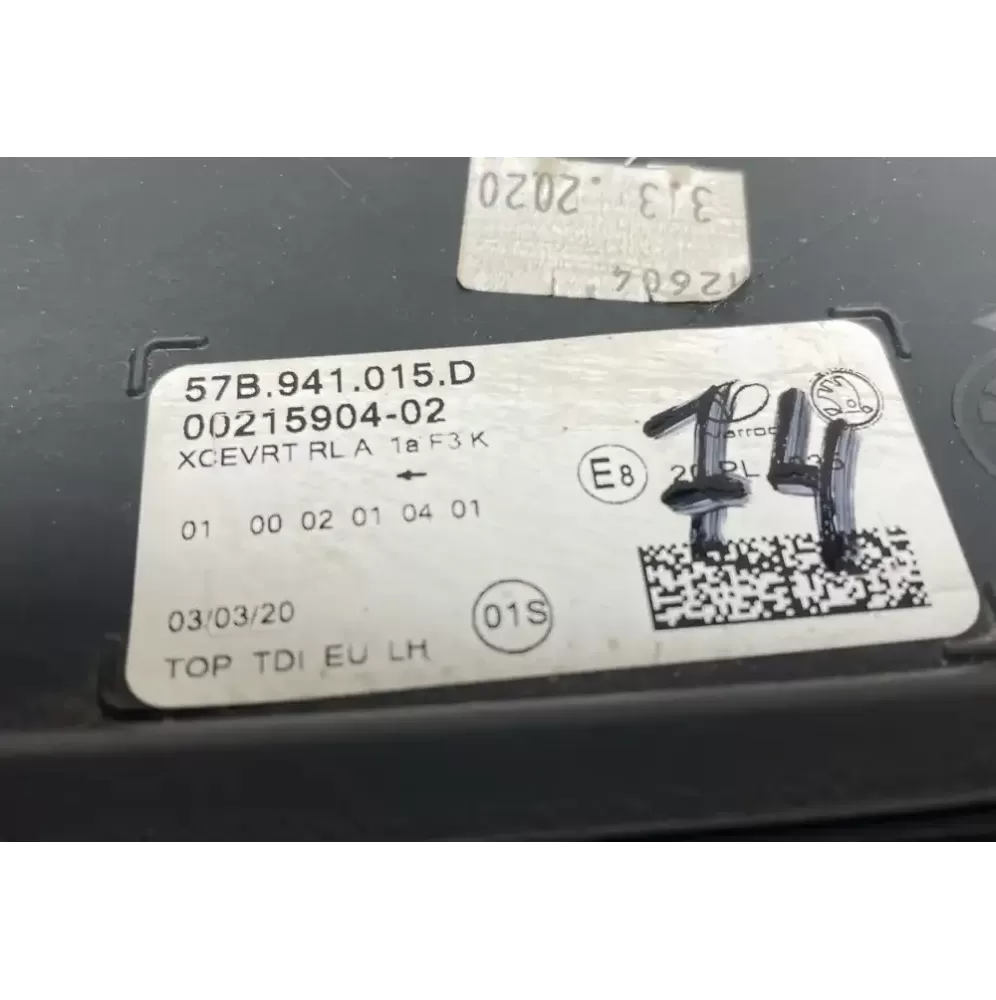 3.3.2020
12604
57B.941.015.D
00215904-02
XCEVRT RL A 1a F3 K
←
E8
01 00 02 01 04 01
03/03/20
01S
TOP TDI EU LH
14